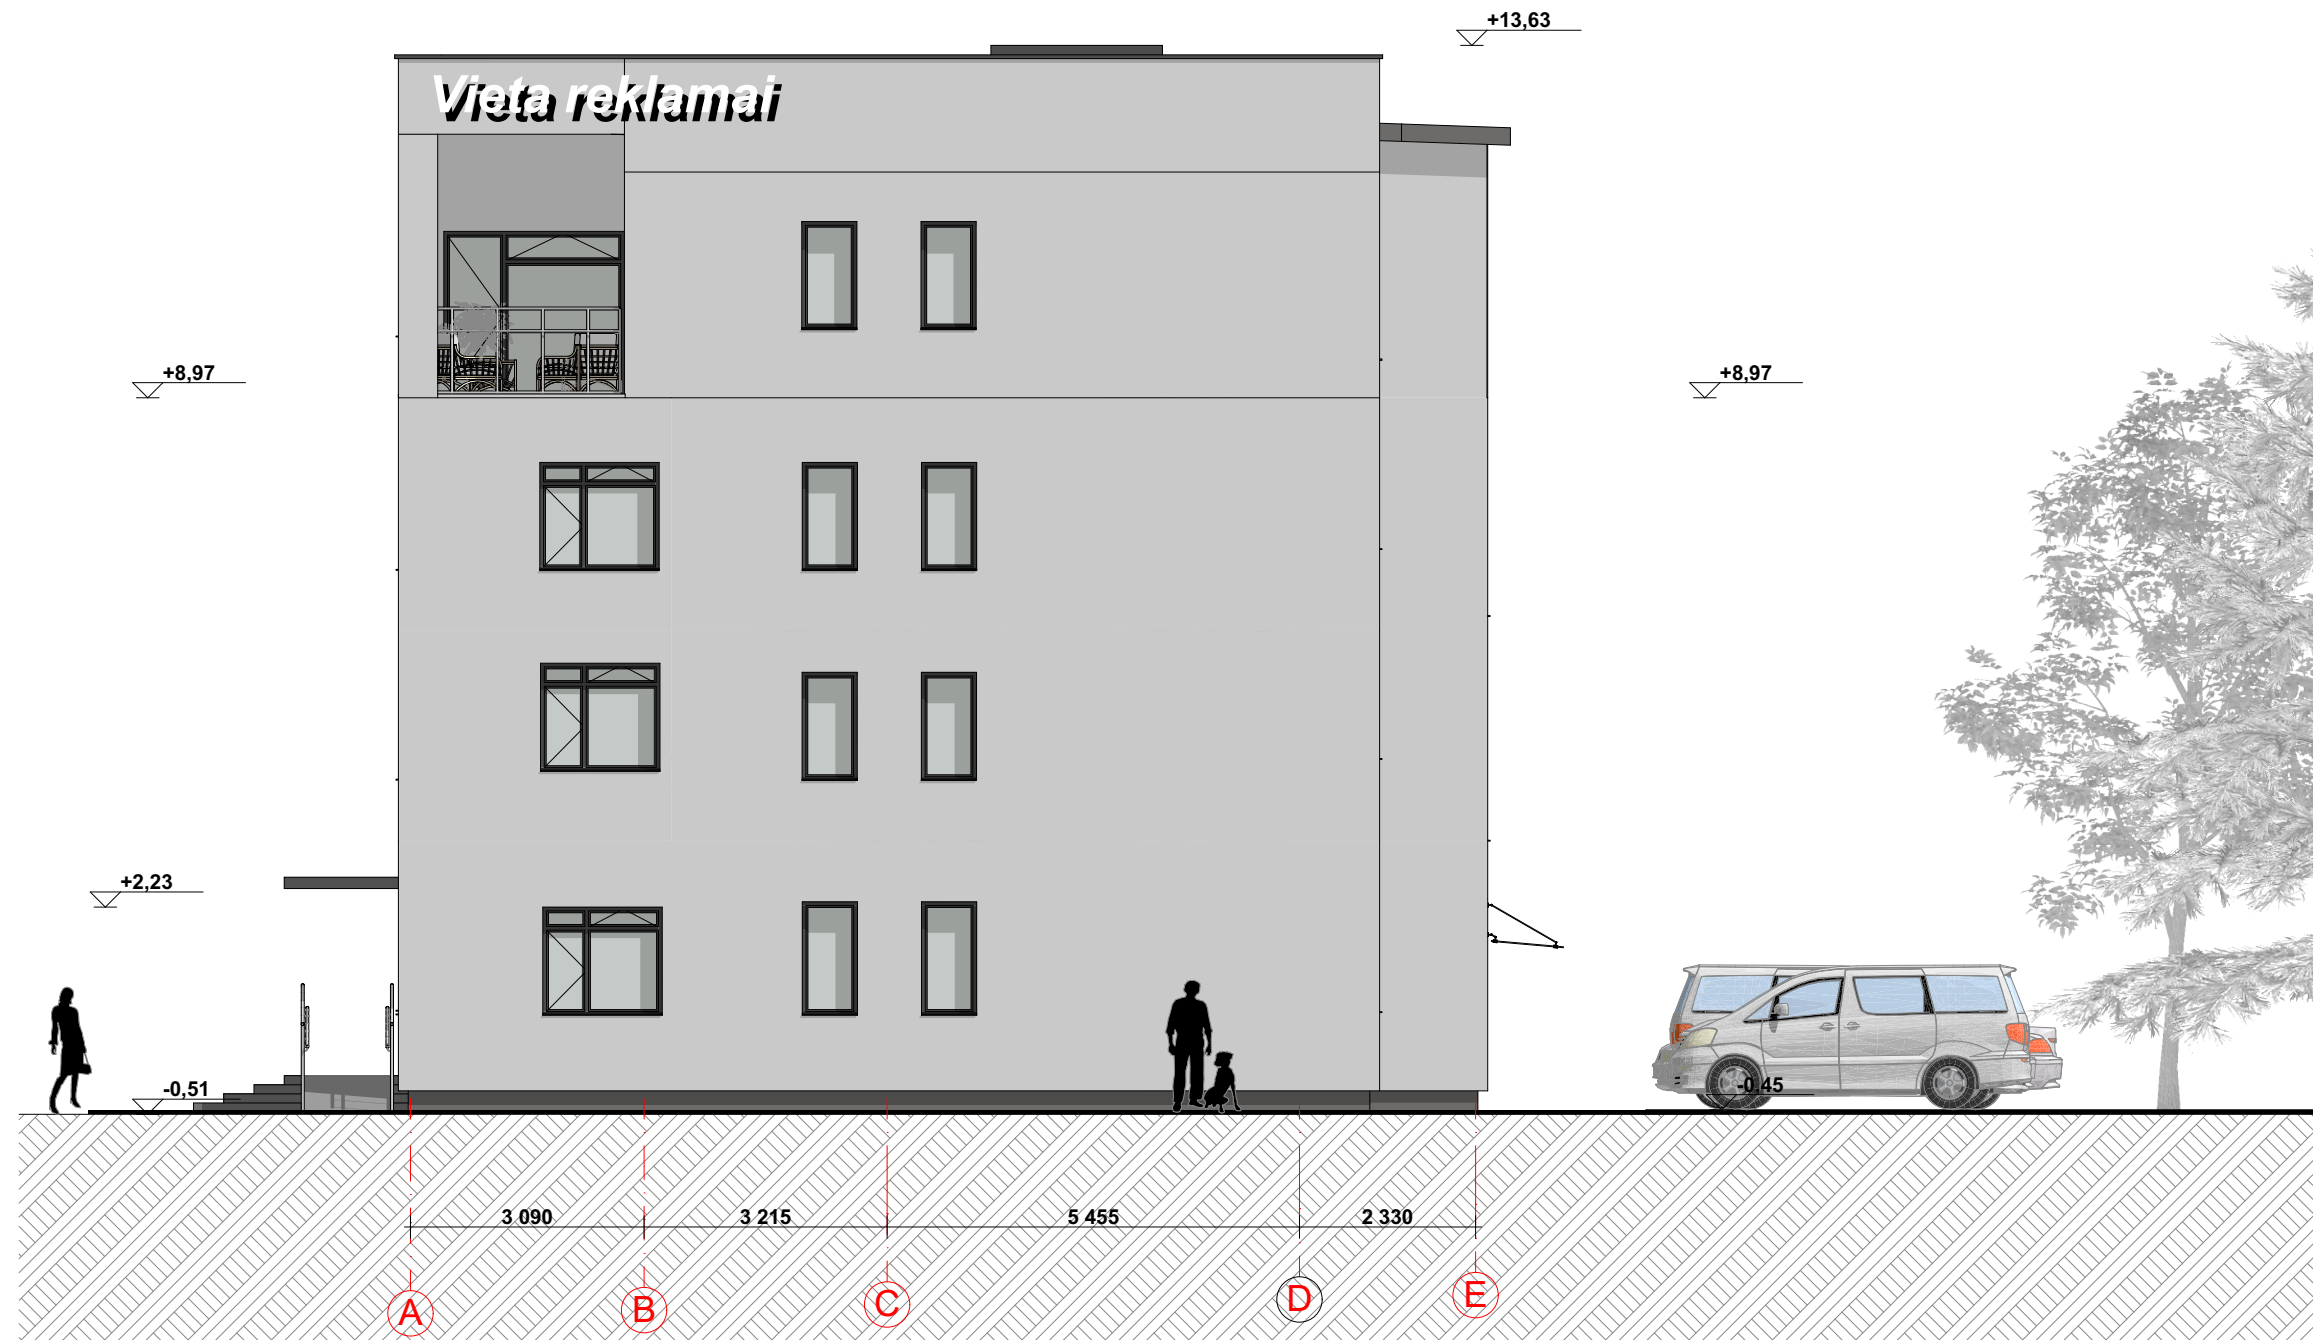 +13,63
Vieta reklamai
+8,97
+8,97
+2,23
-0,51
-0,45
3 090
3 215
5 455
2 330
A
B
C
D
E